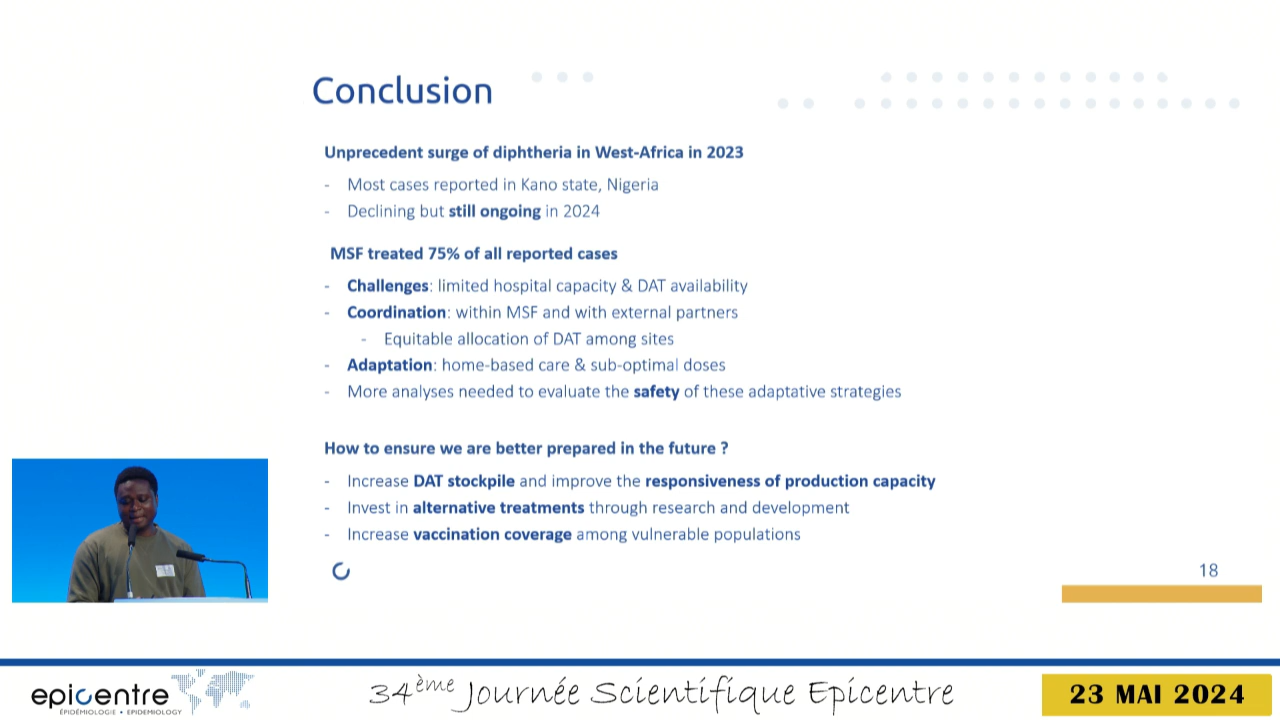 Conclusion
Unprecedent surge of diphtheria in West-Africa in 2023
- Most cases reported in Kano state, Nigeria
- Declining but still ongoing in 2024
MSF treated 75% of all reported cases
- Challenges: limited hospital capacity & DAT availability
- Coordination: within MSF and with external partners
- Equitable allocation of DAT among sites
- Adaptation: home-based care & sub-optimal doses
- More analyses needed to evaluate the safety of these adaptative strategies
How to ensure we are better prepared in the future ?
- Increase DAT stockpile and improve the responsiveness of production capacity
- Invest in alternative treatments through research and development
- Increase vaccination coverage among vulnerable populations
18
epicentre
ÉPIDÉMIOLOGIE • EPIDEMIOLOGY
34ème Journée Scientifique Epicentre
23 MAI 2024